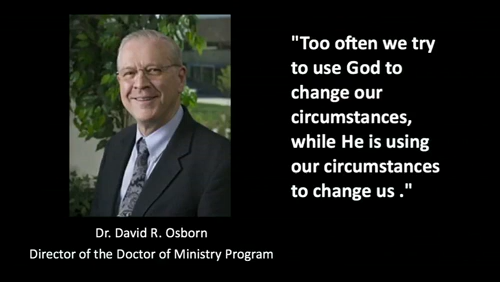 "Too often we try
to use God to
change our
circumstances,
while He is using
our circumstances
to change us ."
Dr. David R. Osborn
Director of the Doctor of Ministry Program